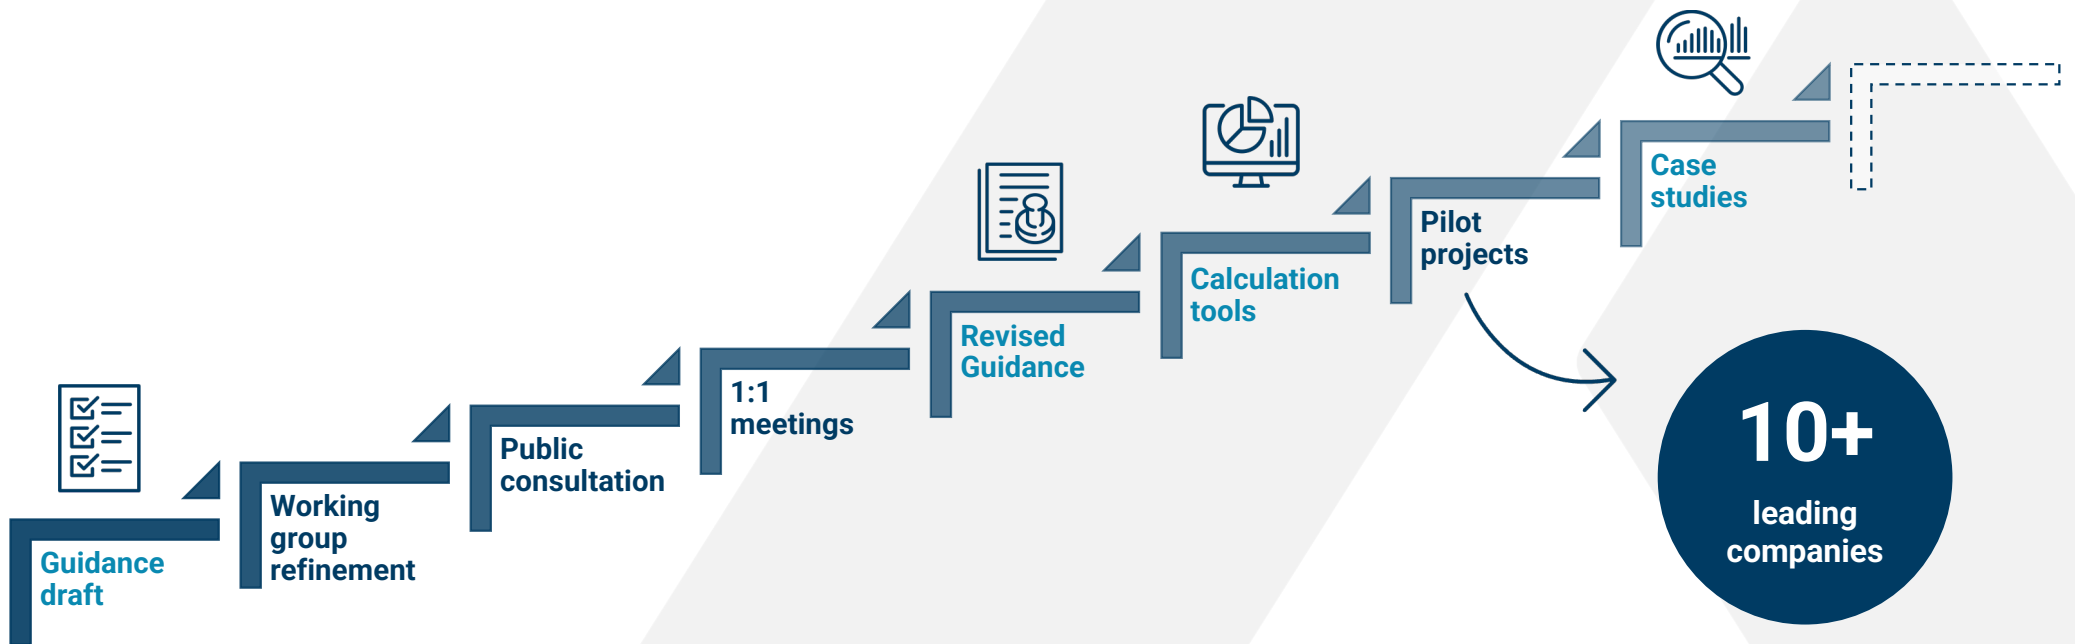 Guidance
draft
Working
group
refinement
Public
consultation
1:1
meetings
Revised
Guidance
Calculation
tools
Pilot
projects
Case
studies
10+
leading
companies